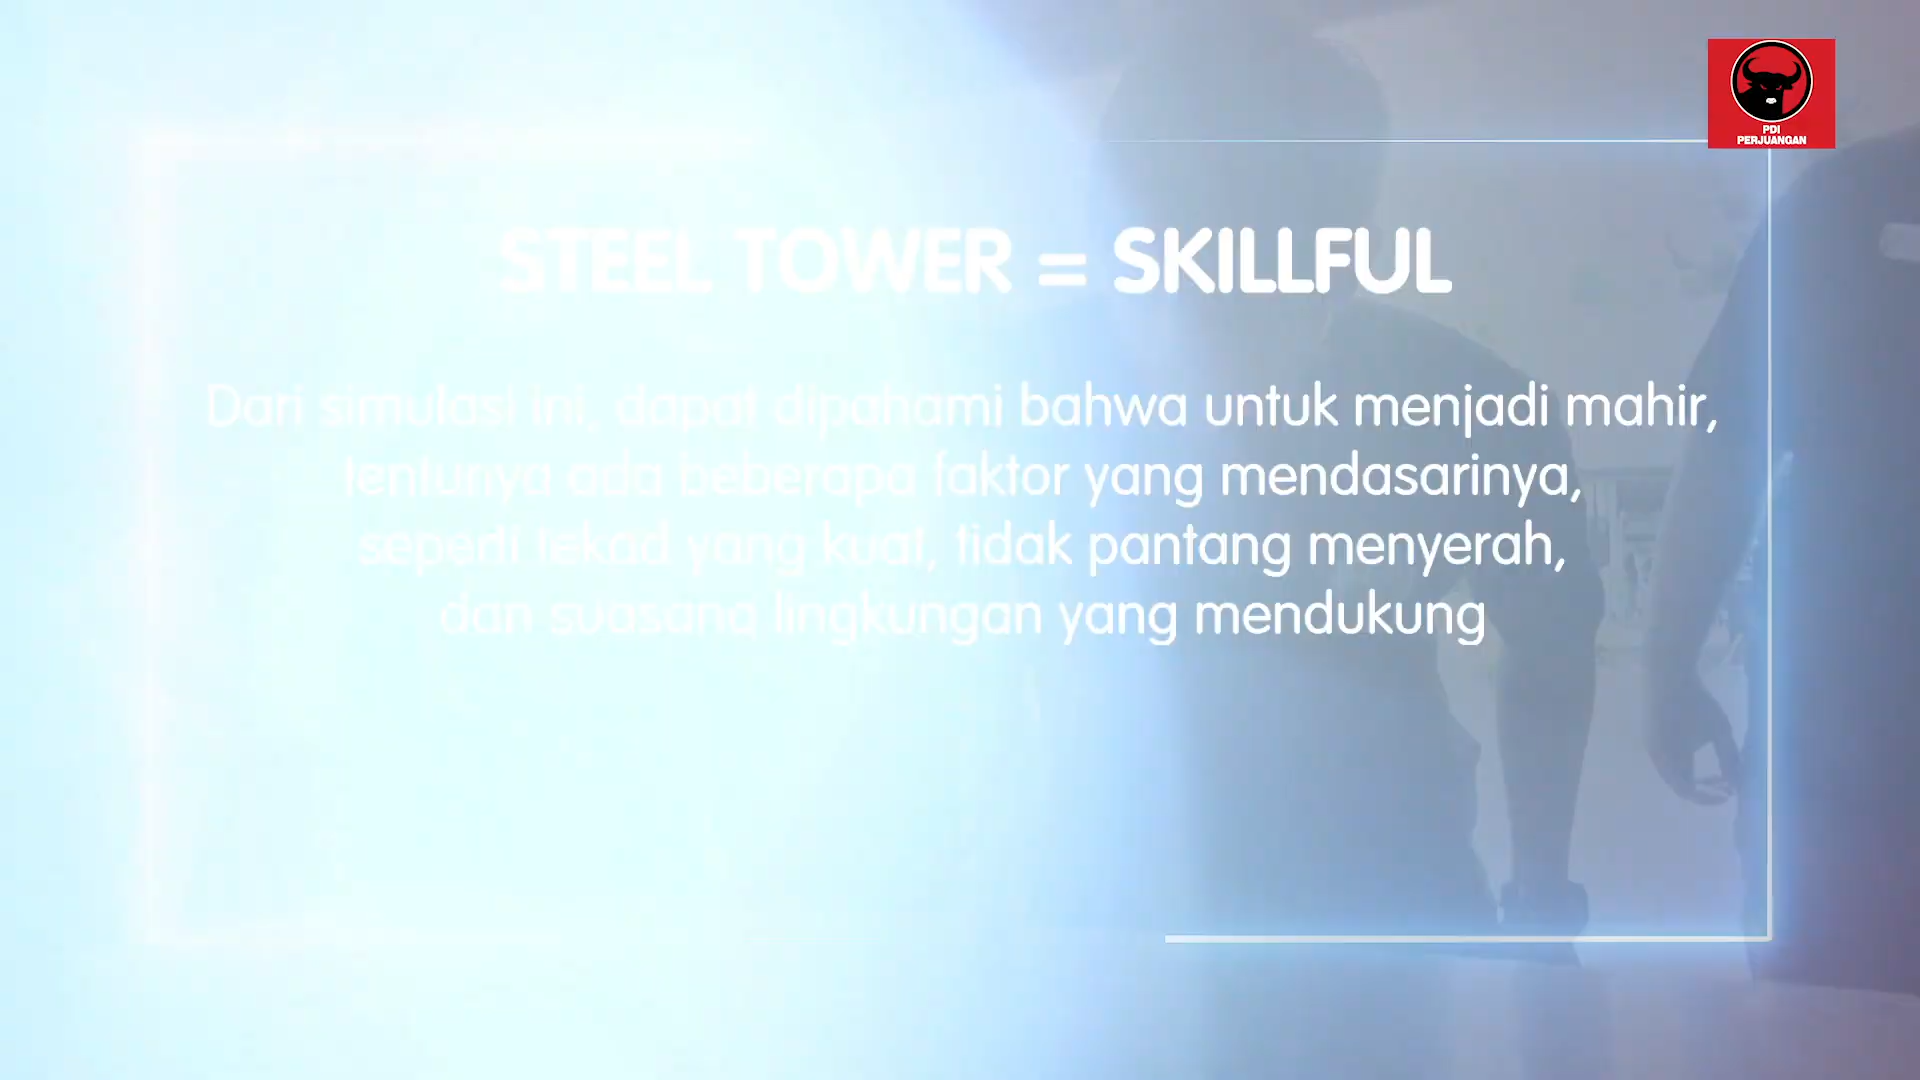 PDI
PERJUANGAN
STEEL TOWER = SKILLFUL
Dari simulasi ini, dapat dipahami bahwa untuk menjadi mahir,
tentunya ada beberapa faktor yang mendasarinya,
seperti tekad yang kuat, tidak pantang menyerah,
dan suasana lingkungan yang mendukung